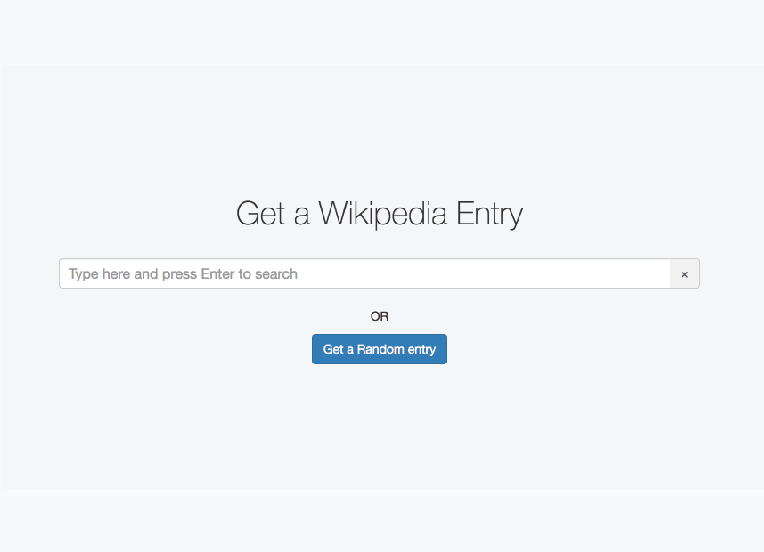 Get a Wikipedia Entry
Type here and press Enter to search ×
OR
Get a Random entry